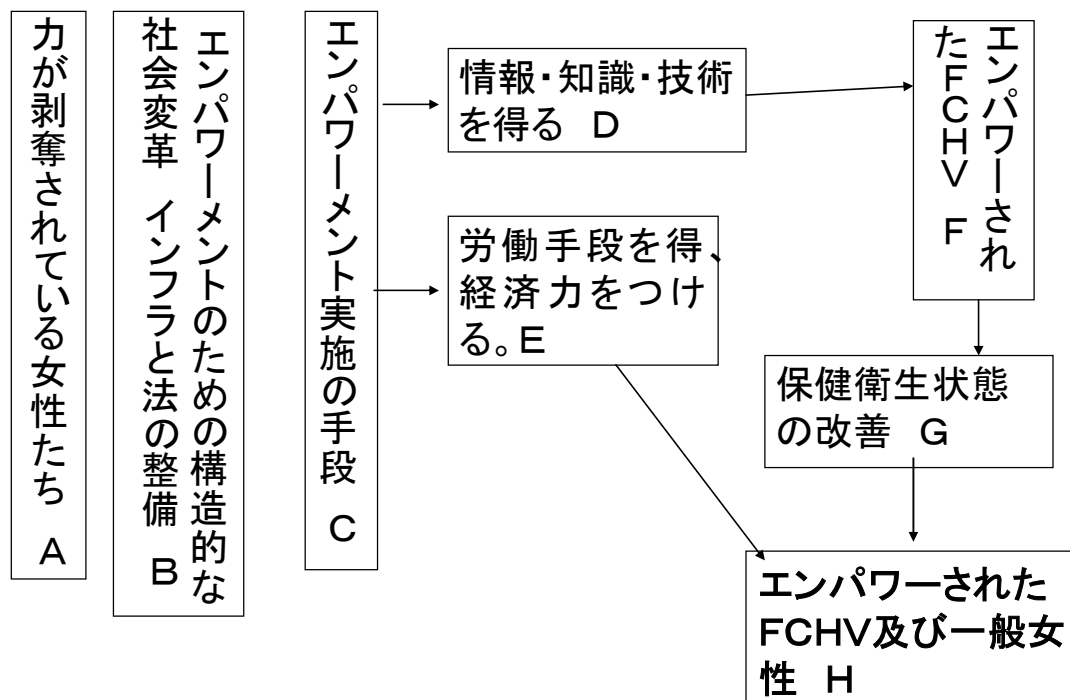 力が剥奪されている女性たち　A
エンパワーメントのための構造的な
社会変革　インフラと法の整備　B
エンパワーメント実施の手段　C
情報・知識・技術
を得る　D
労働手段を得、
経済力をつけ
る。E
エンパワーされ
たFCHV　F
保健衛生状態
の改善　G
エンパワーされた
FCHV及び一般女
性　H